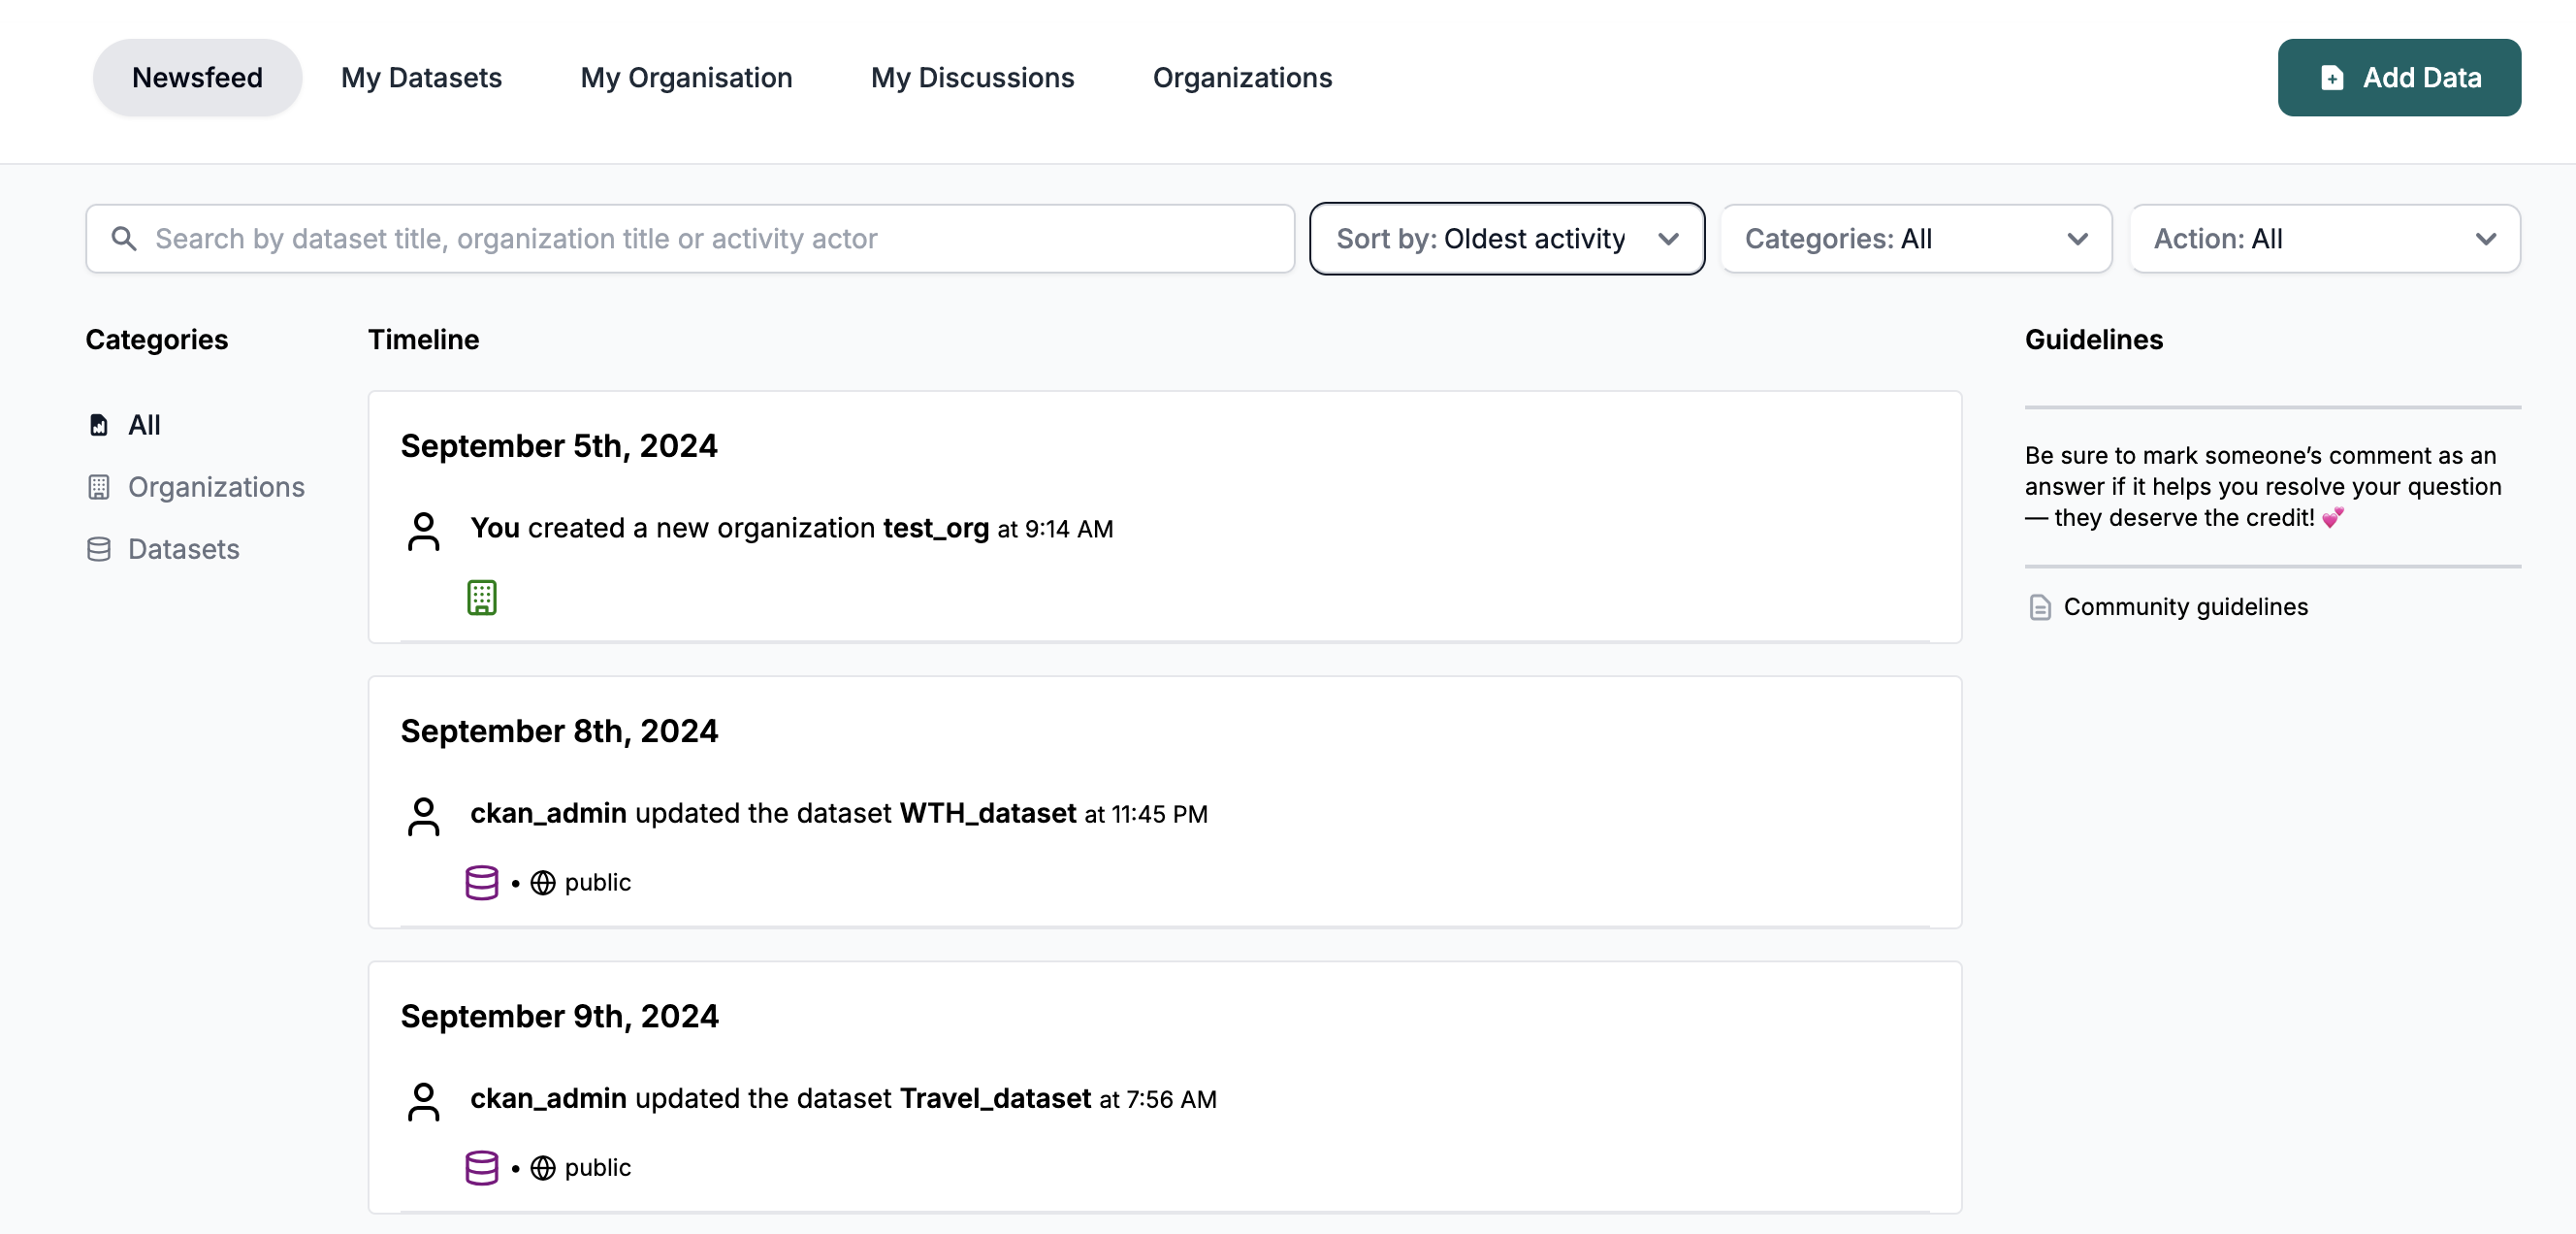 Newsfeed My Datasets My Organisation My Discussions Organizations Add Data
Search by dataset title, organization title or activity actor Sort by: Oldest activity Categories: All Action: All
Categories
All
Organizations
Datasets
Timeline
September 5th, 2024
You created a new organization test_org at 9:14 AM
September 8th, 2024
ckan_admin updated the dataset WTH_dataset at 11:45 PM
• public
September 9th, 2024
ckan_admin updated the dataset Travel_dataset at 7:56 AM
• public
Guidelines
Be sure to mark someone’s comment as an
answer if it helps you resolve your question
— they deserve the credit! 💕
Community guidelines